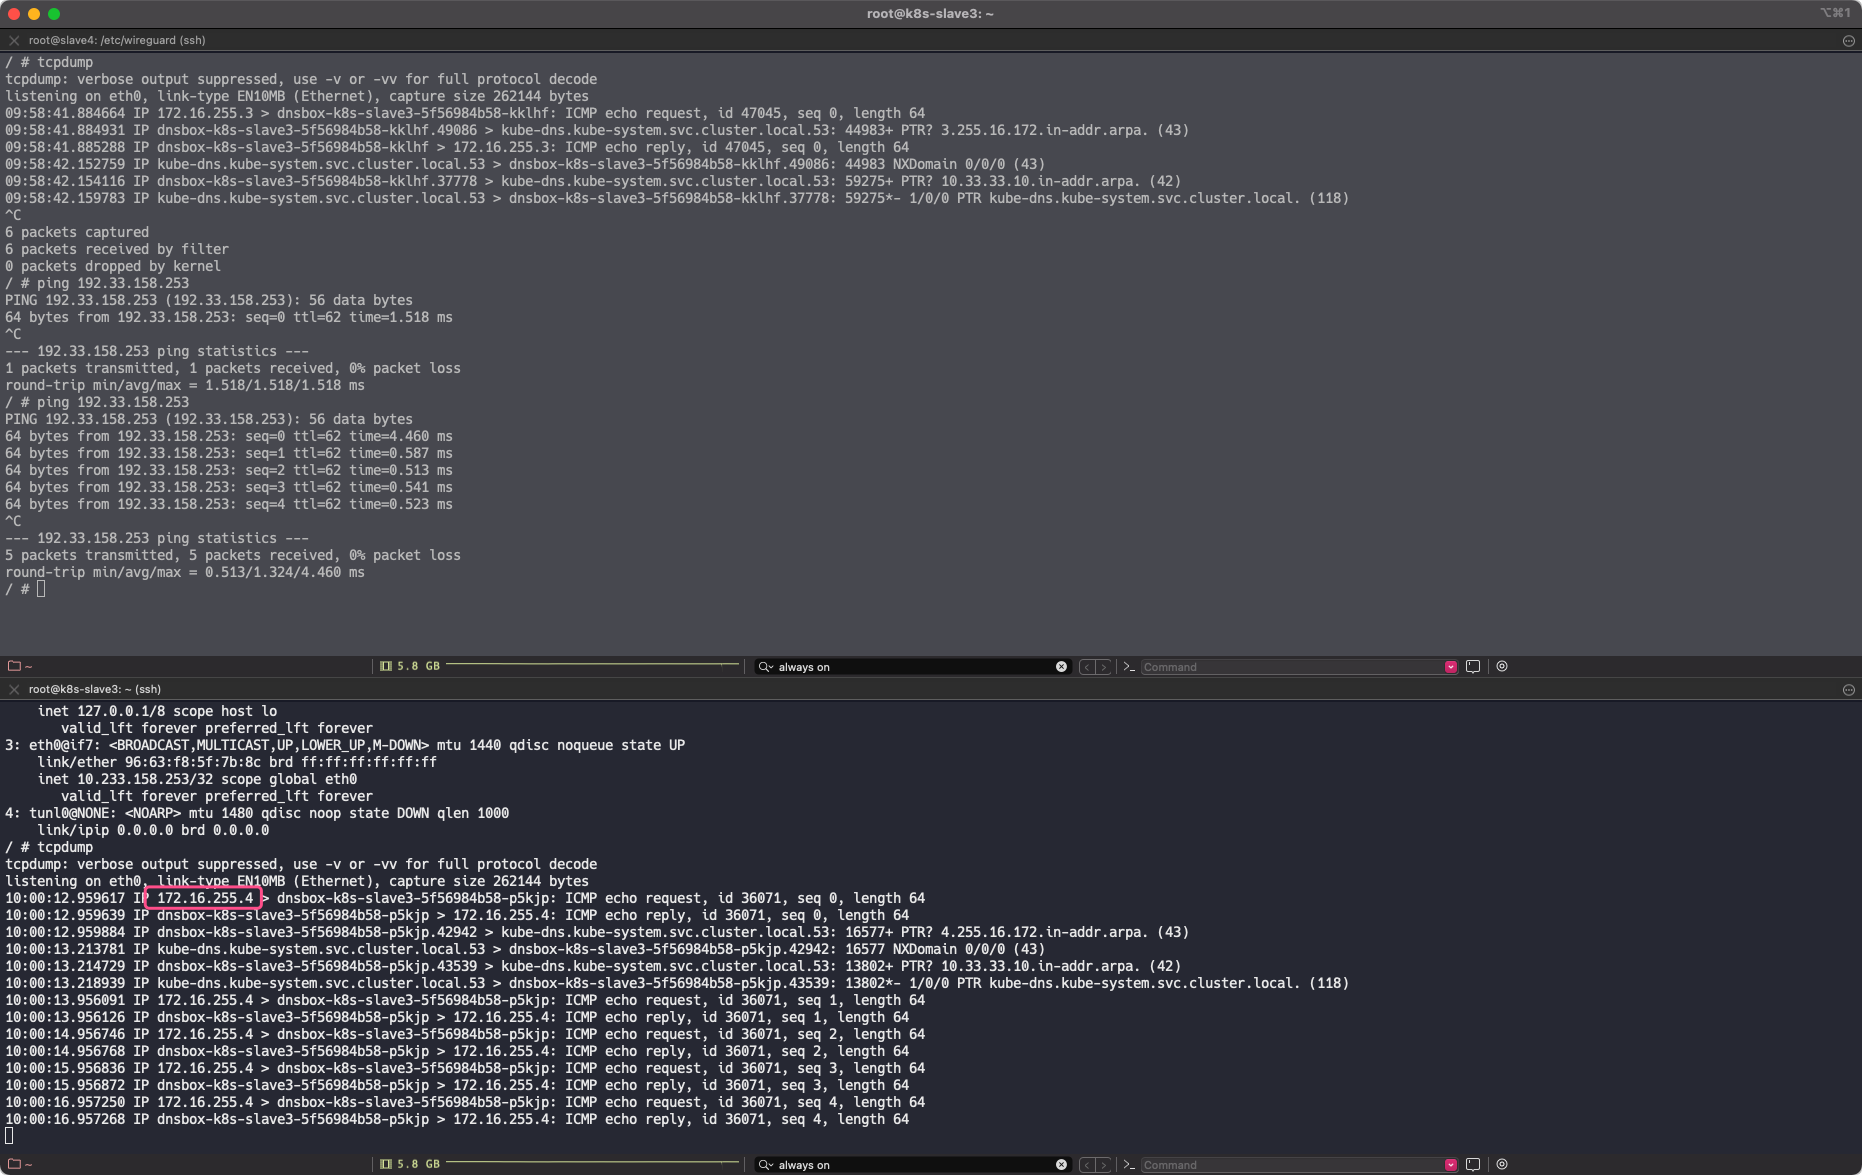 root@k8s-slave3: ~
⌥⌘1
root@slave4: /etc/wireguard (ssh)
/ # tcpdump
tcpdump: verbose output suppressed, use -v or -vv for full protocol decode
listening on eth0, link-type EN10MB (Ethernet), capture size 262144 bytes
09:58:41.884664 IP 172.16.255.3 > dnsbox-k8s-slave3-5f56984b58-kklhf: ICMP echo request, id 47045, seq 0, length 64
09:58:41.884931 IP dnsbox-k8s-slave3-5f56984b58-kklhf.49086 > kube-dns.kube-system.svc.cluster.local.53: 44983+ PTR? 3.255.16.172.in-addr.arpa. (43)
09:58:41.885288 IP dnsbox-k8s-slave3-5f56984b58-kklhf > 172.16.255.3: ICMP echo reply, id 47045, seq 0, length 64
09:58:42.152759 IP kube-dns.kube-system.svc.cluster.local.53 > dnsbox-k8s-slave3-5f56984b58-kklhf.49086: 44983 NXDomain 0/0/0 (43)
09:58:42.154116 IP dnsbox-k8s-slave3-5f56984b58-kklhf.37778 > kube-dns.kube-system.svc.cluster.local.53: 59275+ PTR? 10.33.33.10.in-addr.arpa. (42)
09:58:42.159783 IP kube-dns.kube-system.svc.cluster.local.53 > dnsbox-k8s-slave3-5f56984b58-kklhf.37778: 59275*- 1/0/0 PTR kube-dns.kube-system.svc.cluster.local. (118)
^C
6 packets captured
6 packets received by filter
0 packets dropped by kernel
/ # ping 192.33.158.253
PING 192.33.158.253 (192.33.158.253): 56 data bytes
64 bytes from 192.33.158.253: seq=0 ttl=62 time=1.518 ms
^C
--- 192.33.158.253 ping statistics ---
1 packets transmitted, 1 packets received, 0% packet loss
round-trip min/avg/max = 1.518/1.518/1.518 ms
/ # ping 192.33.158.253
PING 192.33.158.253 (192.33.158.253): 56 data bytes
64 bytes from 192.33.158.253: seq=0 ttl=62 time=4.460 ms
64 bytes from 192.33.158.253: seq=1 ttl=62 time=0.587 ms
64 bytes from 192.33.158.253: seq=2 ttl=62 time=0.513 ms
64 bytes from 192.33.158.253: seq=3 ttl=62 time=0.541 ms
64 bytes from 192.33.158.253: seq=4 ttl=62 time=0.523 ms
^C
--- 192.33.158.253 ping statistics ---
5 packets transmitted, 5 packets received, 0% packet loss
round-trip min/avg/max = 0.513/1.324/4.460 ms
/ #
~ 5.8 GB always on Command
root@k8s-slave3: ~ (ssh)
inet 127.0.0.1/8 scope host lo
valid_lft forever preferred_lft forever
3: eth0@if7: <BROADCAST,MULTICAST,UP,LOWER_UP,M-DOWN> mtu 1440 qdisc noqueue state UP
link/ether 96:63:f8:5f:7b:8c brd ff:ff:ff:ff:ff:ff
inet 10.233.158.253/32 scope global eth0
valid_lft forever preferred_lft forever
4: tunl0@NONE: <NOARP> mtu 1480 qdisc noop state DOWN qlen 1000
link/ipip 0.0.0.0 brd 0.0.0.0
/ # tcpdump
tcpdump: verbose output suppressed, use -v or -vv for full protocol decode
listening on eth0, link-type EN10MB (Ethernet), capture size 262144 bytes
10:00:12.959617 IP 172.16.255.4 > dnsbox-k8s-slave3-5f56984b58-p5kjp: ICMP echo request, id 36071, seq 0, length 64
10:00:12.959639 IP dnsbox-k8s-slave3-5f56984b58-p5kjp > 172.16.255.4: ICMP echo reply, id 36071, seq 0, length 64
10:00:12.959884 IP dnsbox-k8s-slave3-5f56984b58-p5kjp.42942 > kube-dns.kube-system.svc.cluster.local.53: 16577+ PTR? 4.255.16.172.in-addr.arpa. (43)
10:00:13.213781 IP kube-dns.kube-system.svc.cluster.local.53 > dnsbox-k8s-slave3-5f56984b58-p5kjp.42942: 16577 NXDomain 0/0/0 (43)
10:00:13.214729 IP dnsbox-k8s-slave3-5f56984b58-p5kjp.43539 > kube-dns.kube-system.svc.cluster.local.53: 13802+ PTR? 10.33.33.10.in-addr.arpa. (42)
10:00:13.218939 IP kube-dns.kube-system.svc.cluster.local.53 > dnsbox-k8s-slave3-5f56984b58-p5kjp.43539: 13802*- 1/0/0 PTR kube-dns.kube-system.svc.cluster.local. (118)
10:00:13.956091 IP 172.16.255.4 > dnsbox-k8s-slave3-5f56984b58-p5kjp: ICMP echo request, id 36071, seq 1, length 64
10:00:13.956126 IP dnsbox-k8s-slave3-5f56984b58-p5kjp > 172.16.255.4: ICMP echo reply, id 36071, seq 1, length 64
10:00:14.956746 IP 172.16.255.4 > dnsbox-k8s-slave3-5f56984b58-p5kjp: ICMP echo request, id 36071, seq 2, length 64
10:00:14.956768 IP dnsbox-k8s-slave3-5f56984b58-p5kjp > 172.16.255.4: ICMP echo reply, id 36071, seq 2, length 64
10:00:15.956836 IP 172.16.255.4 > dnsbox-k8s-slave3-5f56984b58-p5kjp: ICMP echo request, id 36071, seq 3, length 64
10:00:15.956872 IP dnsbox-k8s-slave3-5f56984b58-p5kjp > 172.16.255.4: ICMP echo reply, id 36071, seq 3, length 64
10:00:16.957250 IP 172.16.255.4 > dnsbox-k8s-slave3-5f56984b58-p5kjp: ICMP echo request, id 36071, seq 4, length 64
10:00:16.957268 IP dnsbox-k8s-slave3-5f56984b58-p5kjp > 172.16.255.4: ICMP echo reply, id 36071, seq 4, length 64
~ 5.8 GB always on Command